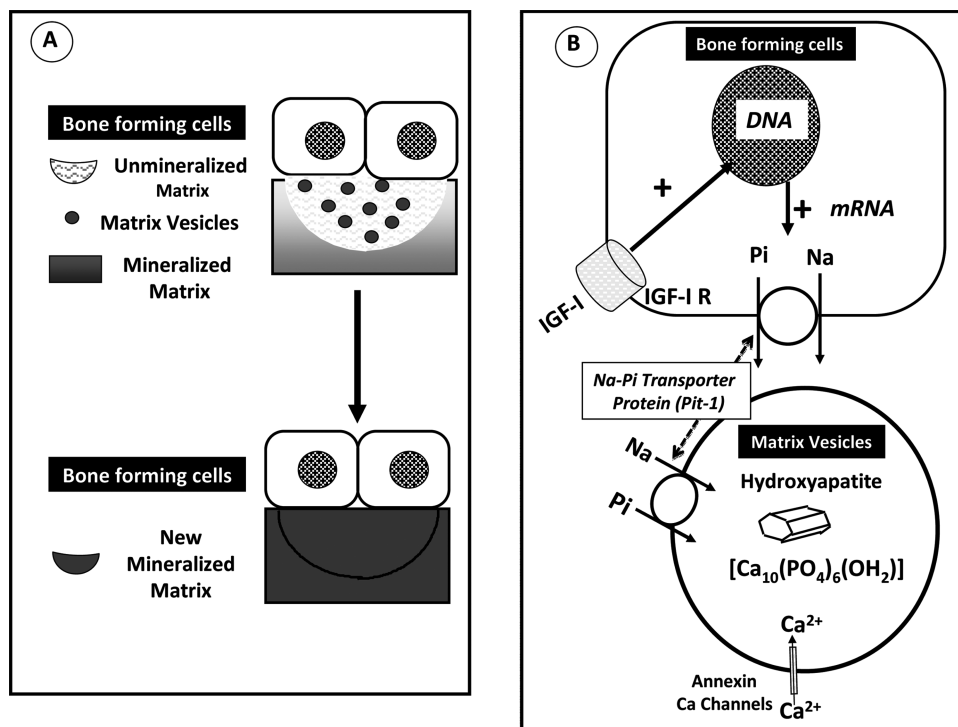 A
Bone forming cells
Unmineralized
Matrix
Matrix Vesicles
Mineralized
Matrix
Bone forming cells
New
Mineralized
Matrix
B
Bone forming cells
DNA
+
+ mRNA
Pi Na
IGF-I
IGF-I R
Na-Pi Transporter
Protein (Pit-1)
Matrix Vesicles
Na
Hydroxyapatite
Pi
[Ca₁₀(PO₄)₆(OH₂)]
Ca²⁺
Annexin
Ca Channels
Ca²⁺